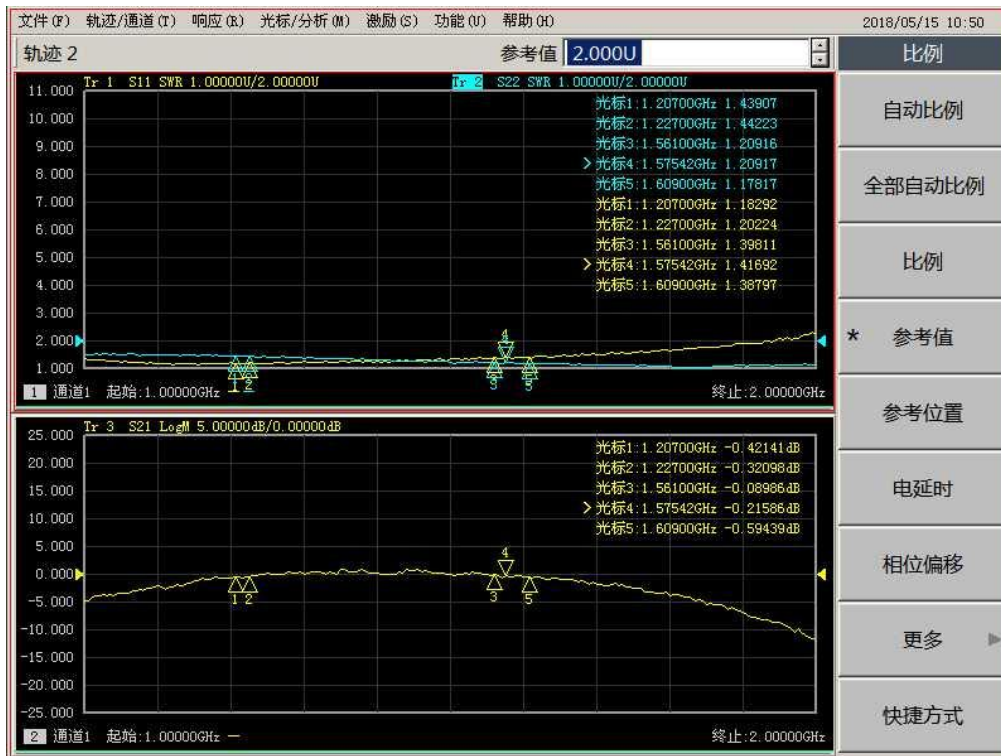 文件(F) 轨迹/通道(T) 响应(R) 光标/分析(M) 激励(S) 功能(U) 帮助(H) 2018/05/15 10:50
轨迹 2 参考值 2.000U 比例
Tr 1 S11 SWR 1.00000U/2.00000U Tr 2 S22 SWR 1.00000U/2.00000U
11.000
10.000
9.000
8.000
7.000
6.000
5.000
4.000
3.000
2.000
1.000
光标1:1.20700GHz 1.43907
光标2:1.22700GHz 1.44223
光标3:1.56100GHz 1.20916
>光标4:1.57542GHz 1.20917
光标5:1.60900GHz 1.17817
光标1:1.20700GHz 1.18292
光标2:1.22700GHz 1.20224
光标3:1.56100GHz 1.39811
>光标4:1.57542GHz 1.41692
光标5:1.60900GHz 1.38797
4
1 2 3 5
1 通道1 起始:1.00000GHz 终止:2.00000GHz
Tr 3 S21 LogM 5.00000dB/0.00000dB
25.000
20.000
15.000
10.000
5.000
0.000
-5.000
-10.000
-15.000
-20.000
-25.000
光标1:1.20700GHz -0.42141dB
光标2:1.22700GHz -0.32098dB
光标3:1.56100GHz -0.08986dB
>光标4:1.57542GHz -0.21586dB
光标5:1.60900GHz -0.59439dB
4
1 2 3 5
2 通道1 起始:1.00000GHz — 终止:2.00000GHz
自动比例
全部自动比例
比例
* 参考值
参考位置
电延时
相位偏移
更多
快捷方式